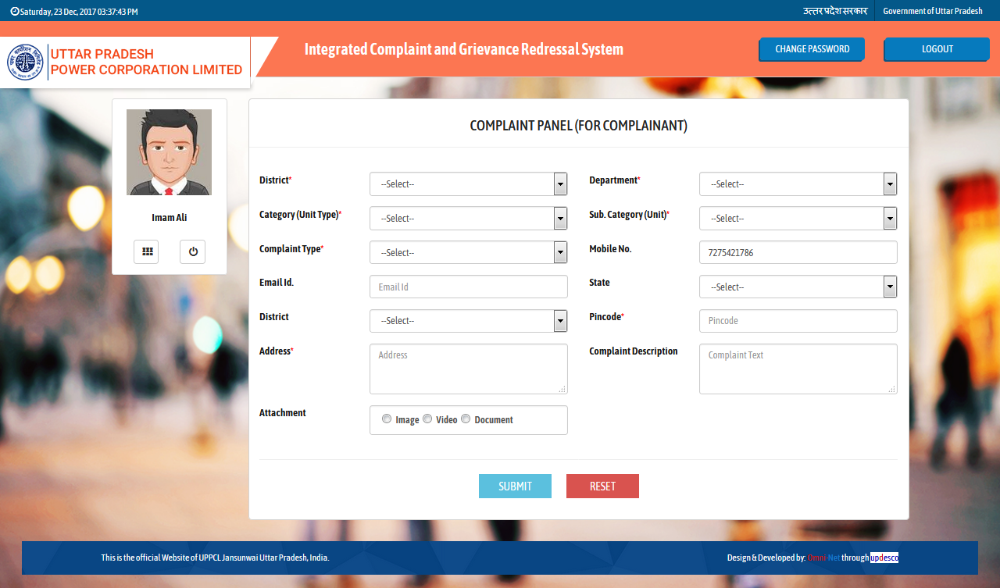 Saturday, 23 Dec, 2017 03:37:43 PM
उत्तर प्रदेश सरकार
Government of Uttar Pradesh
UTTAR PRADESH
POWER CORPORATION LIMITED
Integrated Complaint and Grievance Redressal System
CHANGE PASSWORD
LOGOUT
Imam Ali
COMPLAINT PANEL (FOR COMPLAINANT)
District* --Select-- Department* --Select--
Category (Unit Type)* --Select-- Sub. Category (Unit)* --Select--
Complaint Type* --Select-- Mobile No. 7275421786
Email Id. Email Id State --Select--
District --Select-- Pincode* Pincode
Address* Address Complaint Description Complaint Text
Attachment Image Video Document
SUBMIT RESET
This is the official Website of UPPCL Jansunwai Uttar Pradesh, India.
Design & Developed by: Omni-Net through updesco